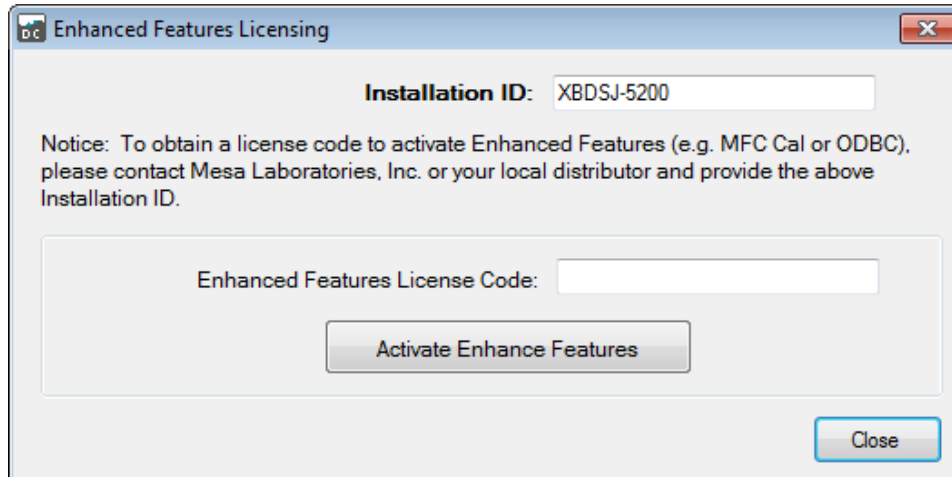 DC Enhanced Features Licensing
Installation ID: XBDSJ-5200
Notice: To obtain a license code to activate Enhanced Features (e.g. MFC Cal or ODBC),
please contact Mesa Laboratories, Inc. or your local distributor and provide the above
Installation ID.
Enhanced Features License Code:
Activate Enhance Features
Close